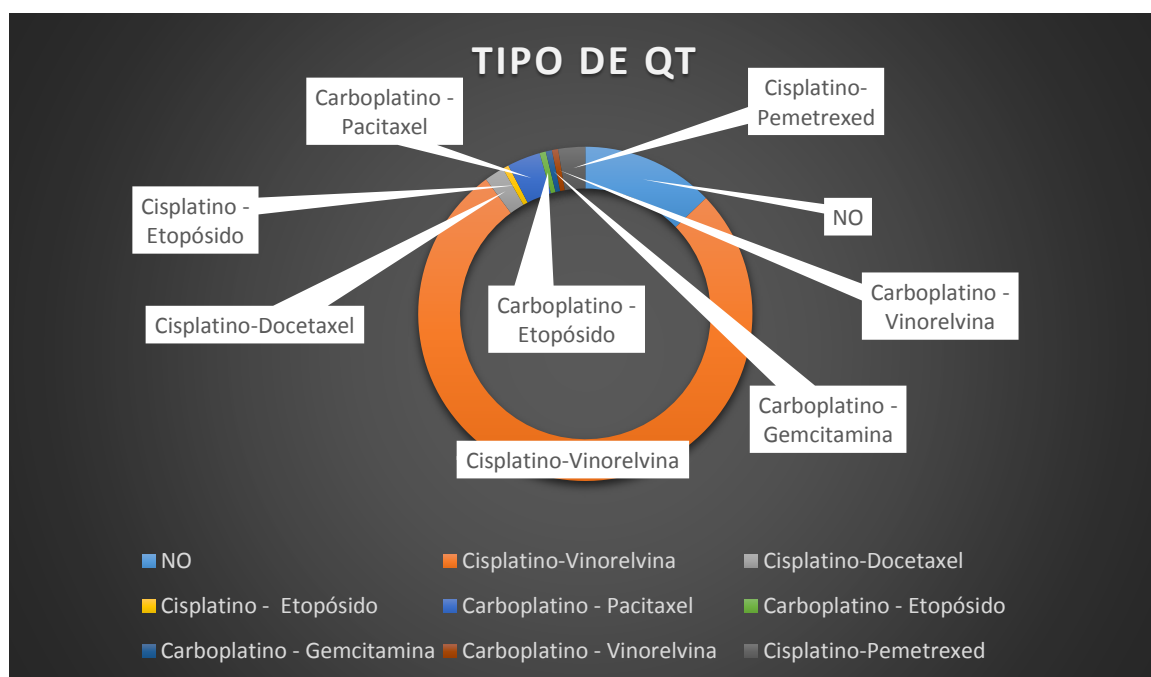 TIPO DE QT
Carboplatino -
Pacitaxel
Cisplatino-
Pemetrexed
Cisplatino -
Etopósido
NO
Cisplatino-Docetaxel
Carboplatino -
Etopósido
Carboplatino -
Vinorelvina
Carboplatino -
Gemcitamina
Cisplatino-Vinorelvina
NO
Cisplatino-Vinorelvina
Cisplatino-Docetaxel
Cisplatino - Etopósido
Carboplatino - Pacitaxel
Carboplatino - Etopósido
Carboplatino - Gemcitamina
Carboplatino - Vinorelvina
Cisplatino-Pemetrexed